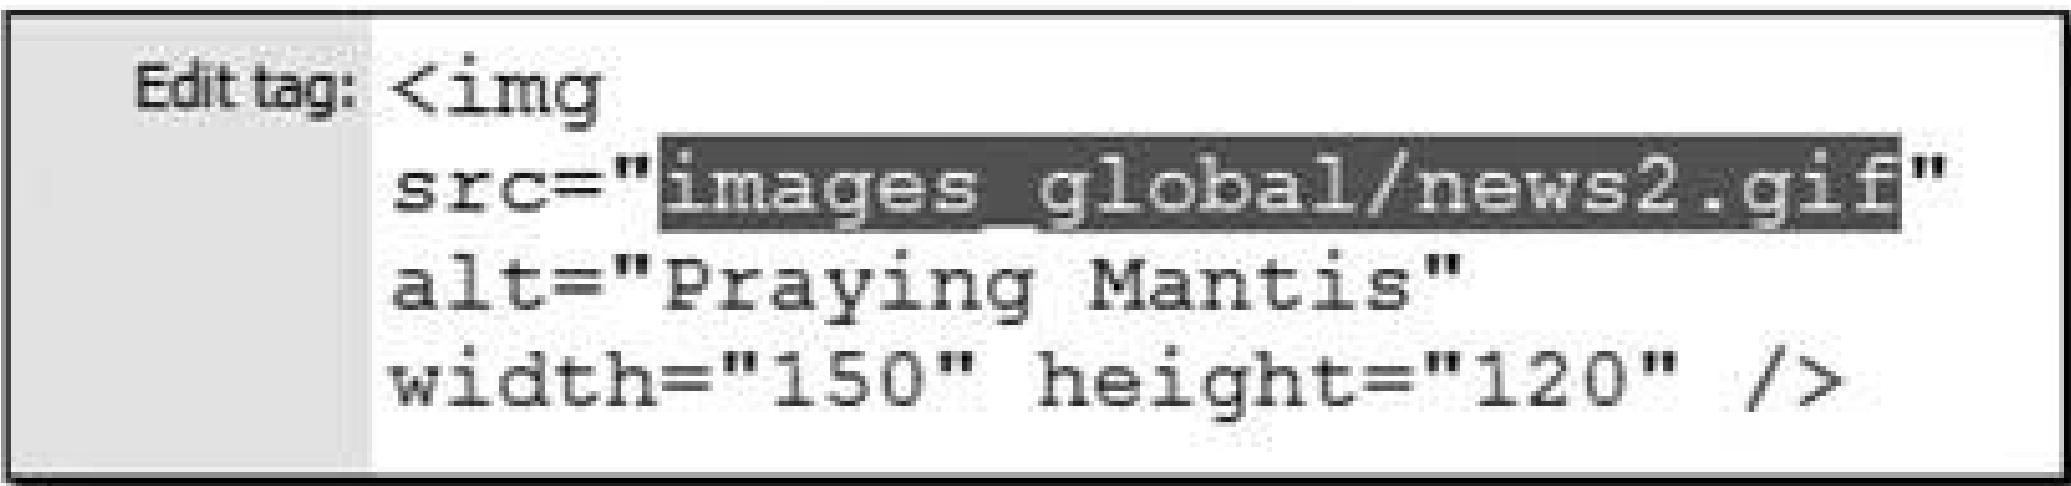 Edit tag: <img
src="images_global/news2.gif"
alt="Praying Mantis"
width="150" height="120" />